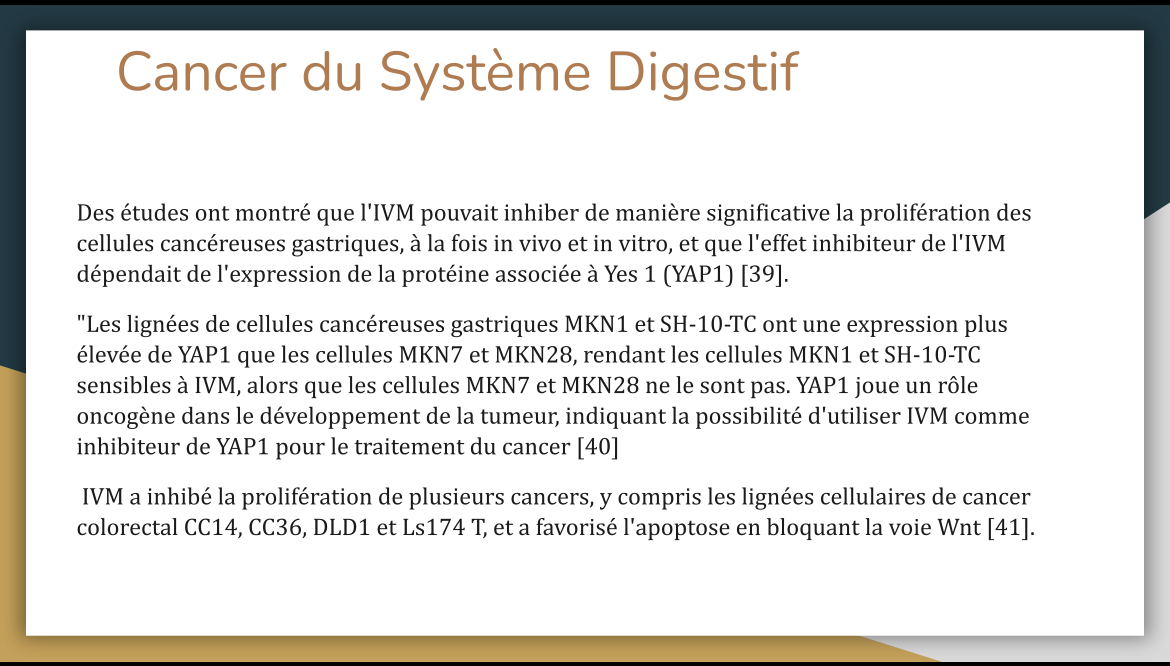 Cancer du Système Digestif
Des études ont montré que l'IVM pouvait inhiber de manière significative la prolifération des
cellules cancéreuses gastriques, à la fois in vivo et in vitro, et que l'effet inhibiteur de l'IVM
dépendait de l'expression de la protéine associée à Yes 1 (YAP1) [39].
"Les lignées de cellules cancéreuses gastriques MKN1 et SH-10-TC ont une expression plus
élevée de YAP1 que les cellules MKN7 et MKN28, rendant les cellules MKN1 et SH-10-TC
sensibles à IVM, alors que les cellules MKN7 et MKN28 ne le sont pas. YAP1 joue un rôle
oncogène dans le développement de la tumeur, indiquant la possibilité d'utiliser IVM comme
inhibiteur de YAP1 pour le traitement du cancer [40]
IVM a inhibé la prolifération de plusieurs cancers, y compris les lignées cellulaires de cancer
colorectal CC14, CC36, DLD1 et Ls174 T, et a favorisé l'apoptose en bloquant la voie Wnt [41].